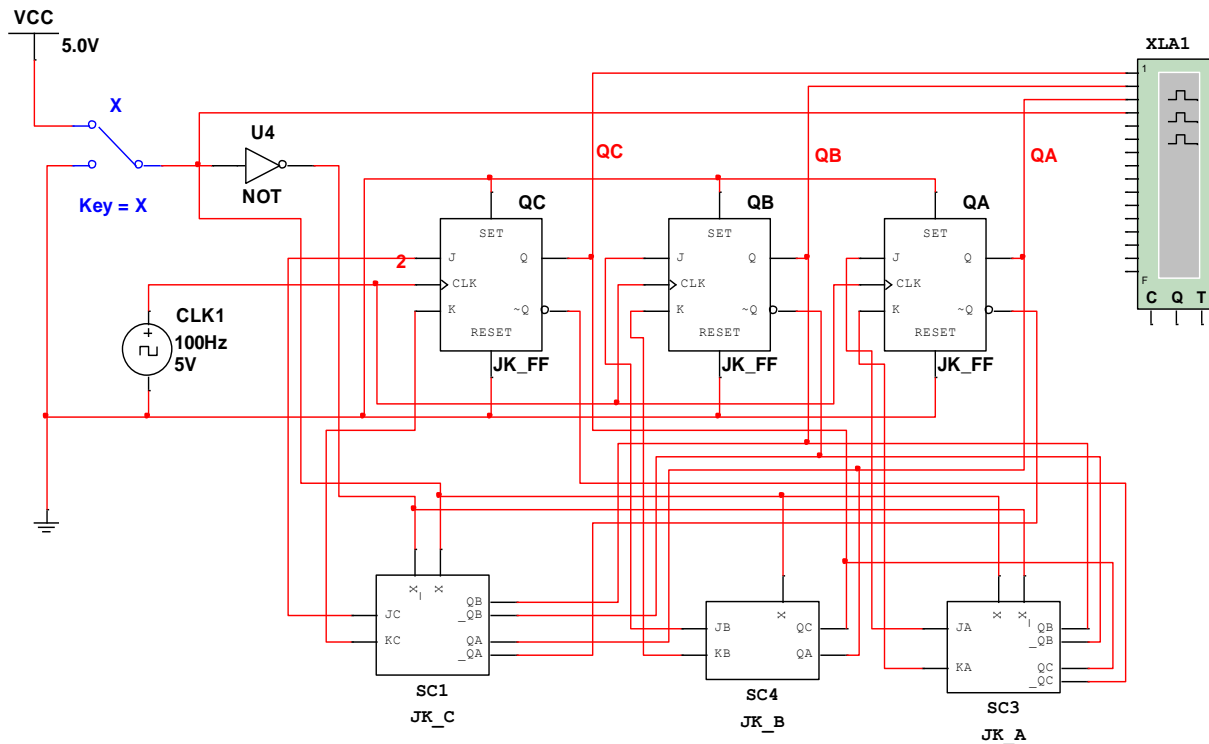 VCC
5.0V
X
Key = X
U4
NOT
CLK1
100Hz
5V
2
QC
SET
J
Q
CLK
K
~Q
RESET
JK_FF
QC
QB
SET
J
Q
CLK
K
~Q
RESET
JK_FF
QB
QA
SET
J
Q
CLK
K
~Q
RESET
JK_FF
QA
XLA1
1
F
C Q T
X_ X
JC
KC
QB
_QB
QA
_QA
SC1
JK_C
X
JB
KB
QC
QA
SC4
JK_B
X X_
JA
KA
QB
_QB
QC
_QC
SC3
JK_A